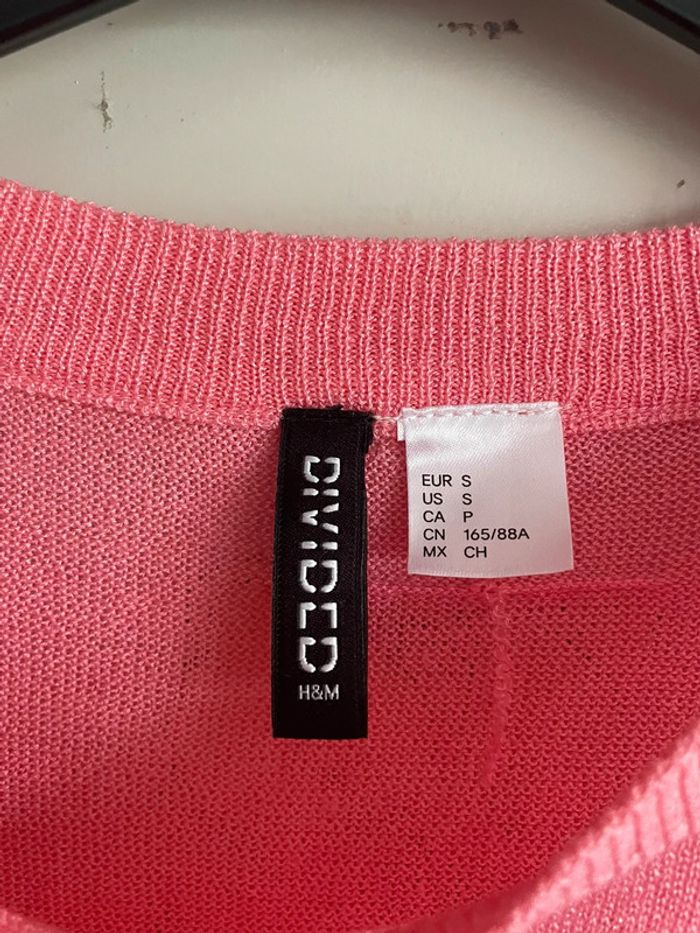 DIVIDED
H&M
EUR S
US S
CA P
CN 165/88A
MX CH